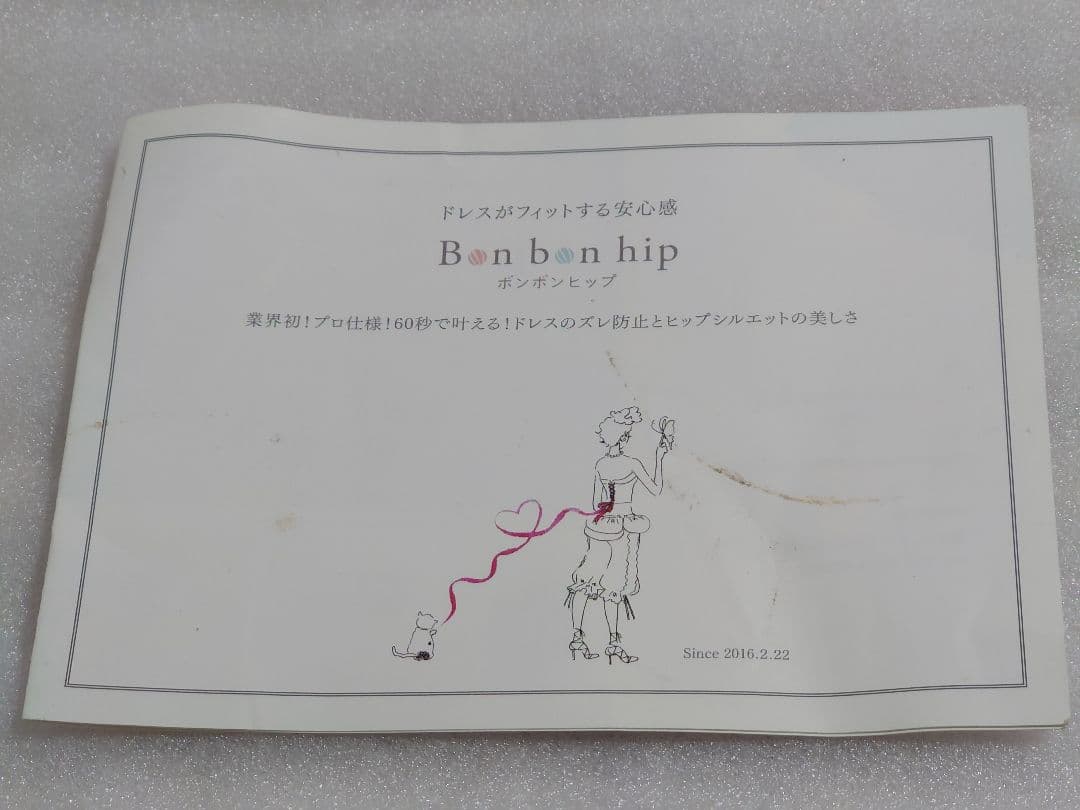 ドレスがフィットする安心感
Bon bon hip
ボンボンヒップ
業界初！プロ仕様！60秒で叶える！ドレスのズレ防止とヒップシルエットの美しさ
Since 2016.2.22